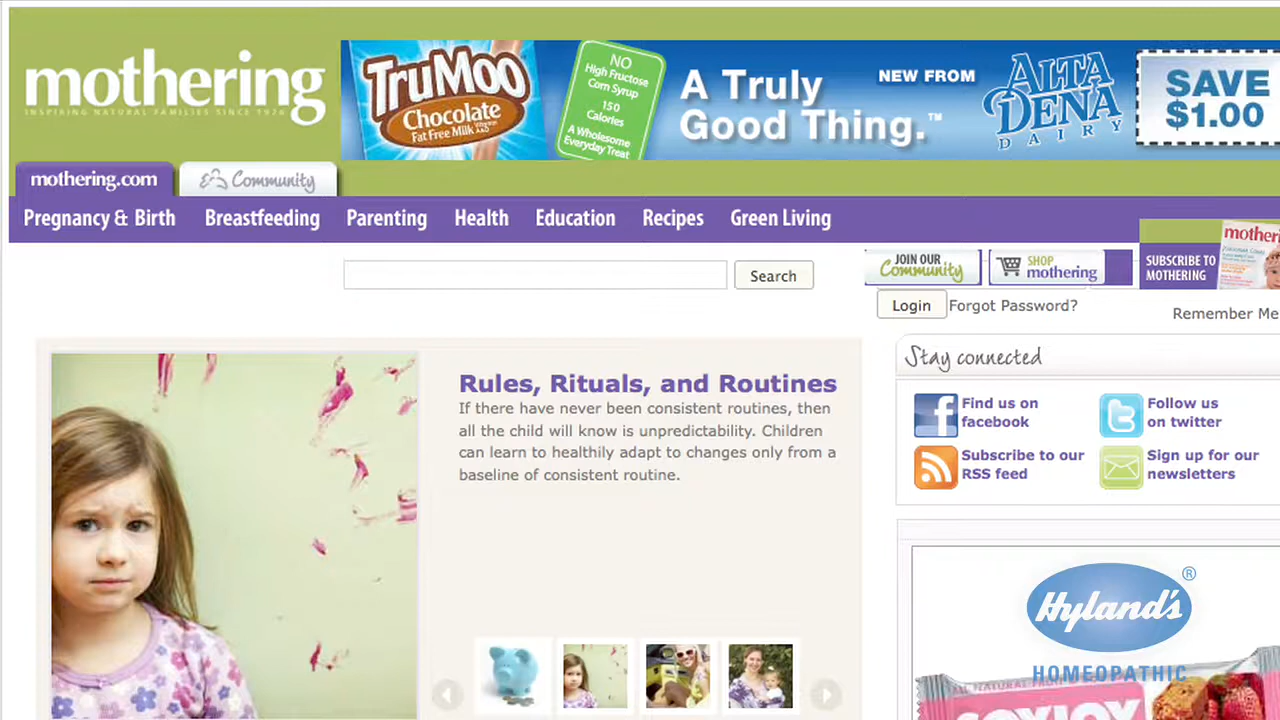 mothering
INSPIRING NATURAL FAMILIES SINCE 1976
TruMoo
Chocolate
Fat Free Milk
NO
High Fructose
Corn Syrup
150
Calories
A Wholesome
Everyday Treat
A Truly
Good Thing.™
NEW FROM
ALTA
DENA
DAIRY
SAVE
$1.00
mothering.com
Community
Pregnancy & Birth
Breastfeeding
Parenting
Health
Education
Recipes
Green Living
Search
JOIN OUR
Community
SHOP
mothering
SUBSCRIBE TO
MOTHERING
Login
Forgot Password?
Remember Me
Stay connected
Find us on
facebook
Follow us
on twitter
Subscribe to our
RSS feed
Sign up for our
newsletters
Rules, Rituals, and Routines
If there have never been consistent routines, then
all the child will know is unpredictability. Children
can learn to healthily adapt to changes only from a
baseline of consistent routine.
Hyland's®
HOMEOPATHIC